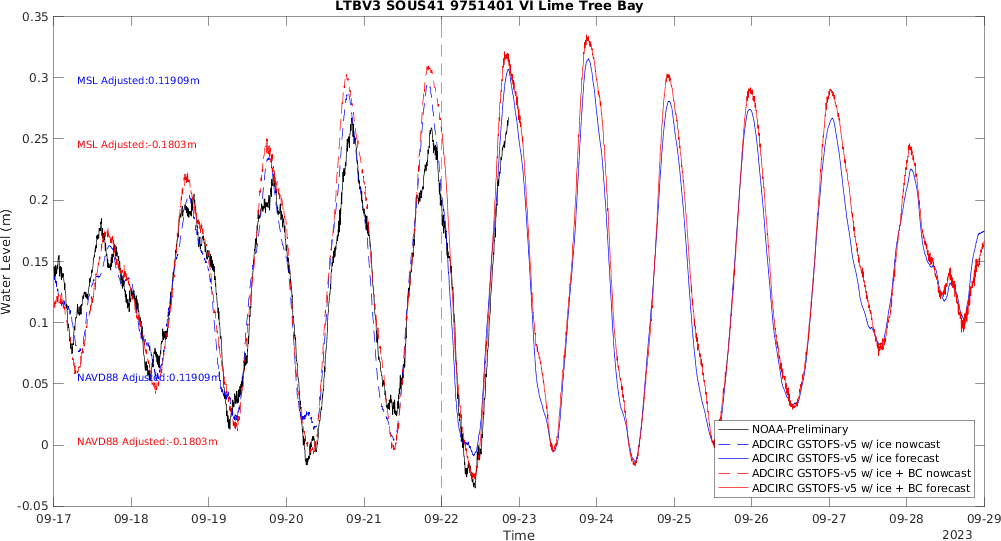 LTBV3 SOUS41 9751401 VI Lime Tree Bay
0.35
0.3
0.25
0.2
0.15
0.1
0.05
0
-0.05
Water Level (m)
MSL Adjusted:0.11909m
MSL Adjusted:-0.1803m
NAVD88 Adjusted:0.11909m
NAVD88 Adjusted:-0.1803m
NOAA-Preliminary
ADCIRC GSTOFS-v5 w/ ice nowcast
ADCIRC GSTOFS-v5 w/ ice forecast
ADCIRC GSTOFS-v5 w/ ice + BC nowcast
ADCIRC GSTOFS-v5 w/ ice + BC forecast
09-17 09-18 09-19 09-20 09-21 09-22 09-23 09-24 09-25 09-26 09-27 09-28 09-29
Time
2023